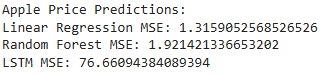 Apple Price Predictions:
Linear Regression MSE: 1.3159052568526526
Random Forest MSE: 1.921421336653202
LSTM MSE: 76.66094384089394